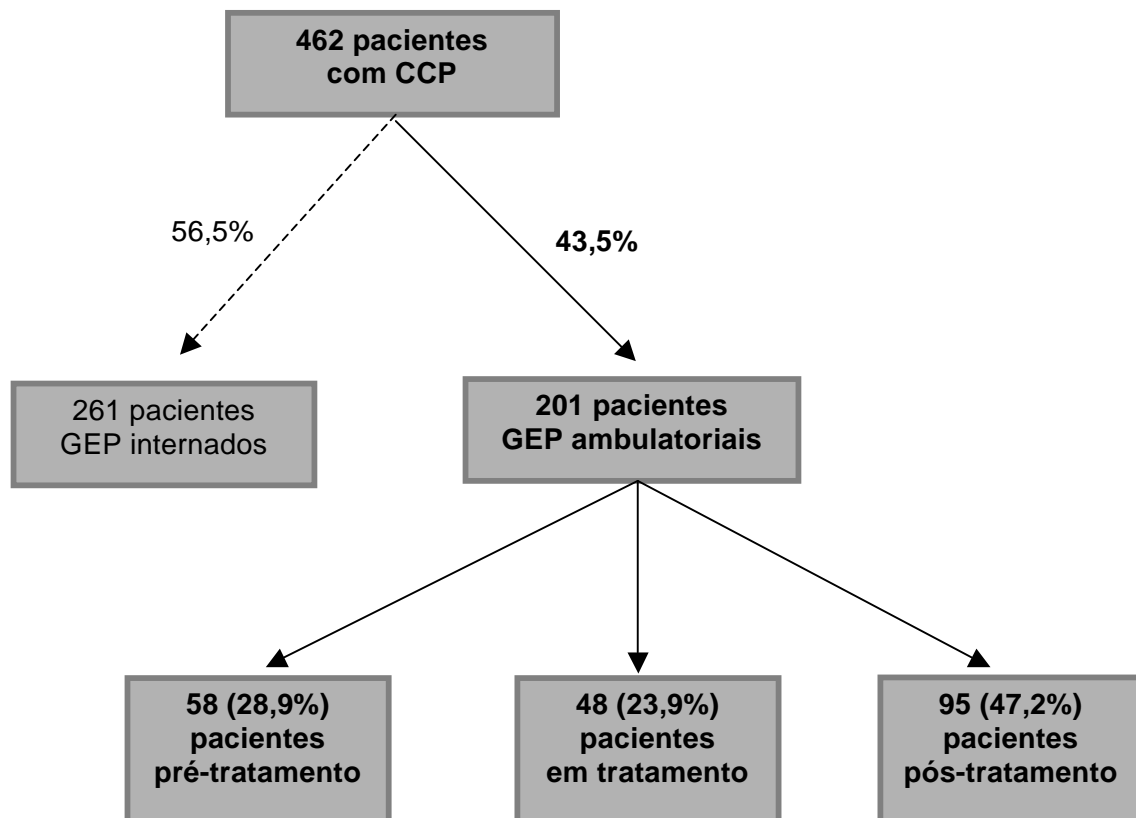 462 pacientes
com CCP
56,5%
43,5%
261 pacientes
GEP internados
201 pacientes
GEP ambulatoriais
58 (28,9%)
pacientes
pré-tratamento
48 (23,9%)
pacientes
em tratamento
95 (47,2%)
pacientes
pós-tratamento